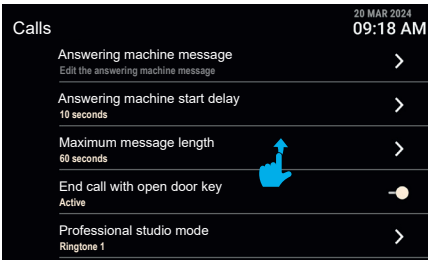 20 MAR 2024
Calls
09:18 AM
Answering machine message
Edit the answering machine message
Answering machine start delay
10 seconds
Maximum message length
60 seconds
End call with open door key
Active
Professional studio mode
Ringtone 1